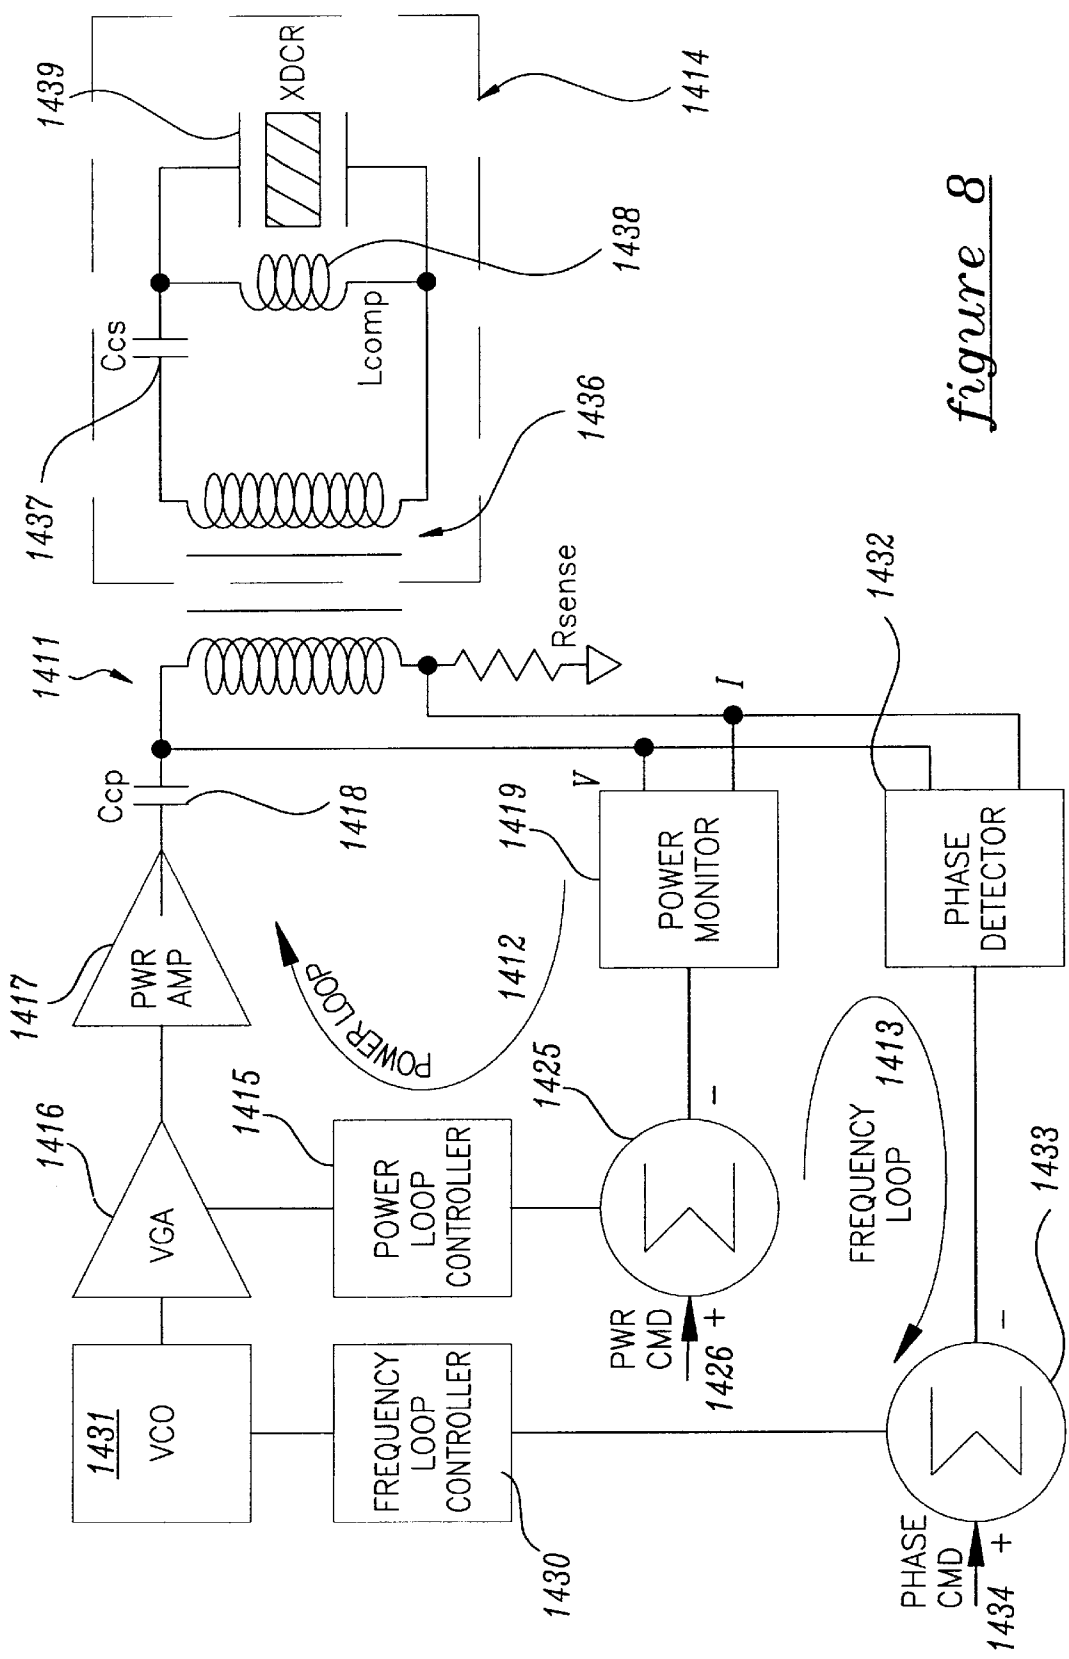 1431
VCO
VGA
1416
PWR
AMP
1417
Ccp
1418
1411
1437
Ccs
1439
XDCR
1414
1438
Lcomp
1436
Rsense
FREQUENCY
LOOP
CONTROLLER
1430
POWER
LOOP
CONTROLLER
1415
POWER LOOP
1412
1425
PWR
CMD
1426
+
−
POWER
MONITOR
1419
V
I
1432
PHASE
DETECTOR
FREQUENCY
LOOP
1413
1433
PHASE
CMD
1434
+
−
figure 8